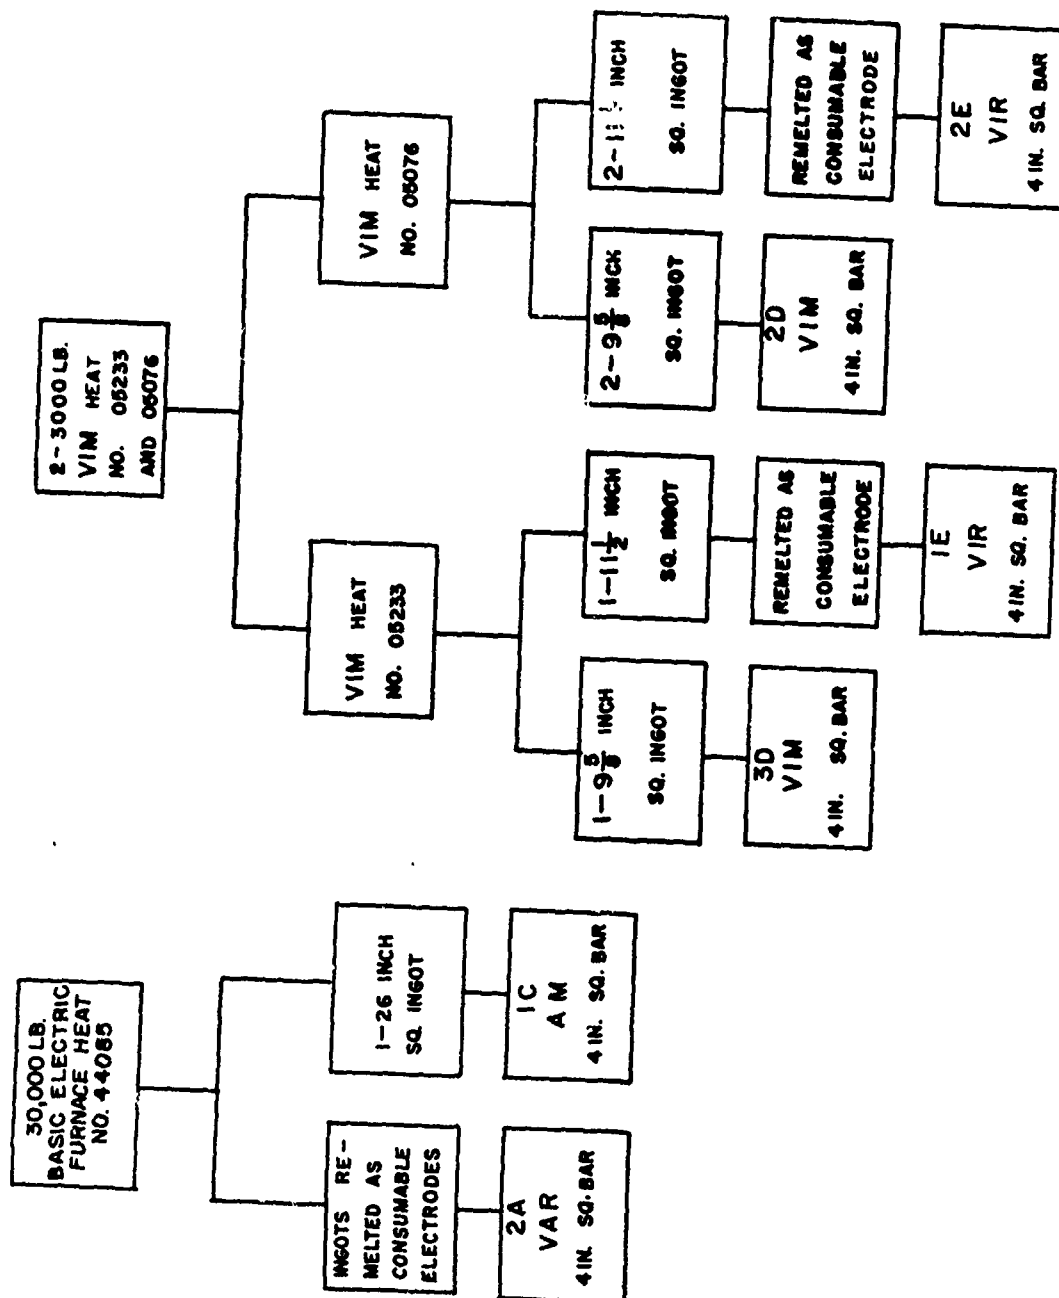 30,000 LB.
BASIC ELECTRIC
FURNACE HEAT
NO. 44085
INGOTS RE-
MELTED AS
CONSUMABLE
ELECTRODES
1-26 INCH
SQ. INGOT
2A
VAR
4 IN. SQ. BAR
1C
AM
4 IN. SQ. BAR
2-3000 LB.
VIM HEAT
NO. 05233
AND 05076
VIM HEAT
NO. 05233
VIM HEAT
NO. 05076
1-9 5/8 INCH
SQ. INGOT
1-11 1/2 INCH
SQ. INGOT
2-9 5/8 INCH
SQ. INGOT
2-11 INCH
SQ. INGOT
3D
VIM
4 IN. SQ. BAR
REMELTED AS
CONSUMABLE
ELECTRODE
2D
VIM
4 IN. SQ. BAR
REMELTED AS
CONSUMABLE
ELECTRODE
1E
VIR
4 IN. SQ. BAR
2E
VIR
4 IN. SQ. BAR